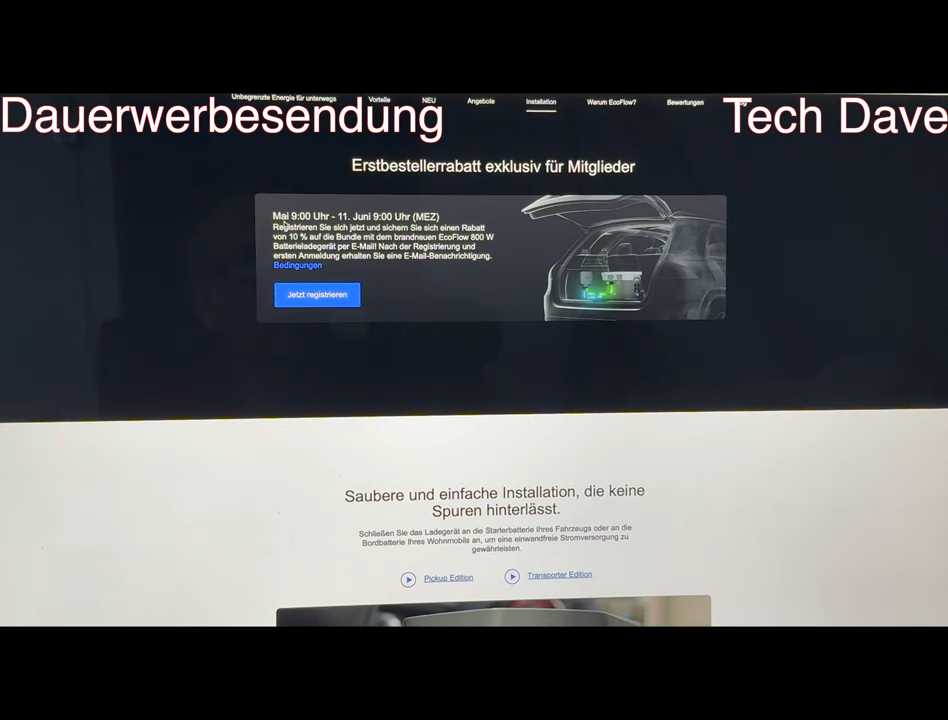 Unbegrenzte Energie für unterwegs Vorteile NEU Angebote Installation Warum EcoFlow? Bewertungen
Dauerwerbesendung Tech Dave
Erstbestellerrabatt exklusiv für Mitglieder
Mai 9:00 Uhr - 11. Juni 9:00 Uhr (MEZ)
Registrieren Sie sich jetzt und sichern Sie sich einen Rabatt
von 10 % auf die Bundle mit dem brandneuen EcoFlow 800 W
Batterieladegerät per E-Mail! Nach der Registrierung und
ersten Anmeldung erhalten Sie eine E-Mail-Benachrichtigung.
Bedingungen
Jetzt registrieren
Saubere und einfache Installation, die keine
Spuren hinterlässt.
Schließen Sie das Ladegerät an die Starterbatterie Ihres Fahrzeugs oder an die
Bordbatterie Ihres Wohnmobils an, um eine einwandfreie Stromversorgung zu
gewährleisten.
Pickup Edition Transporter Edition